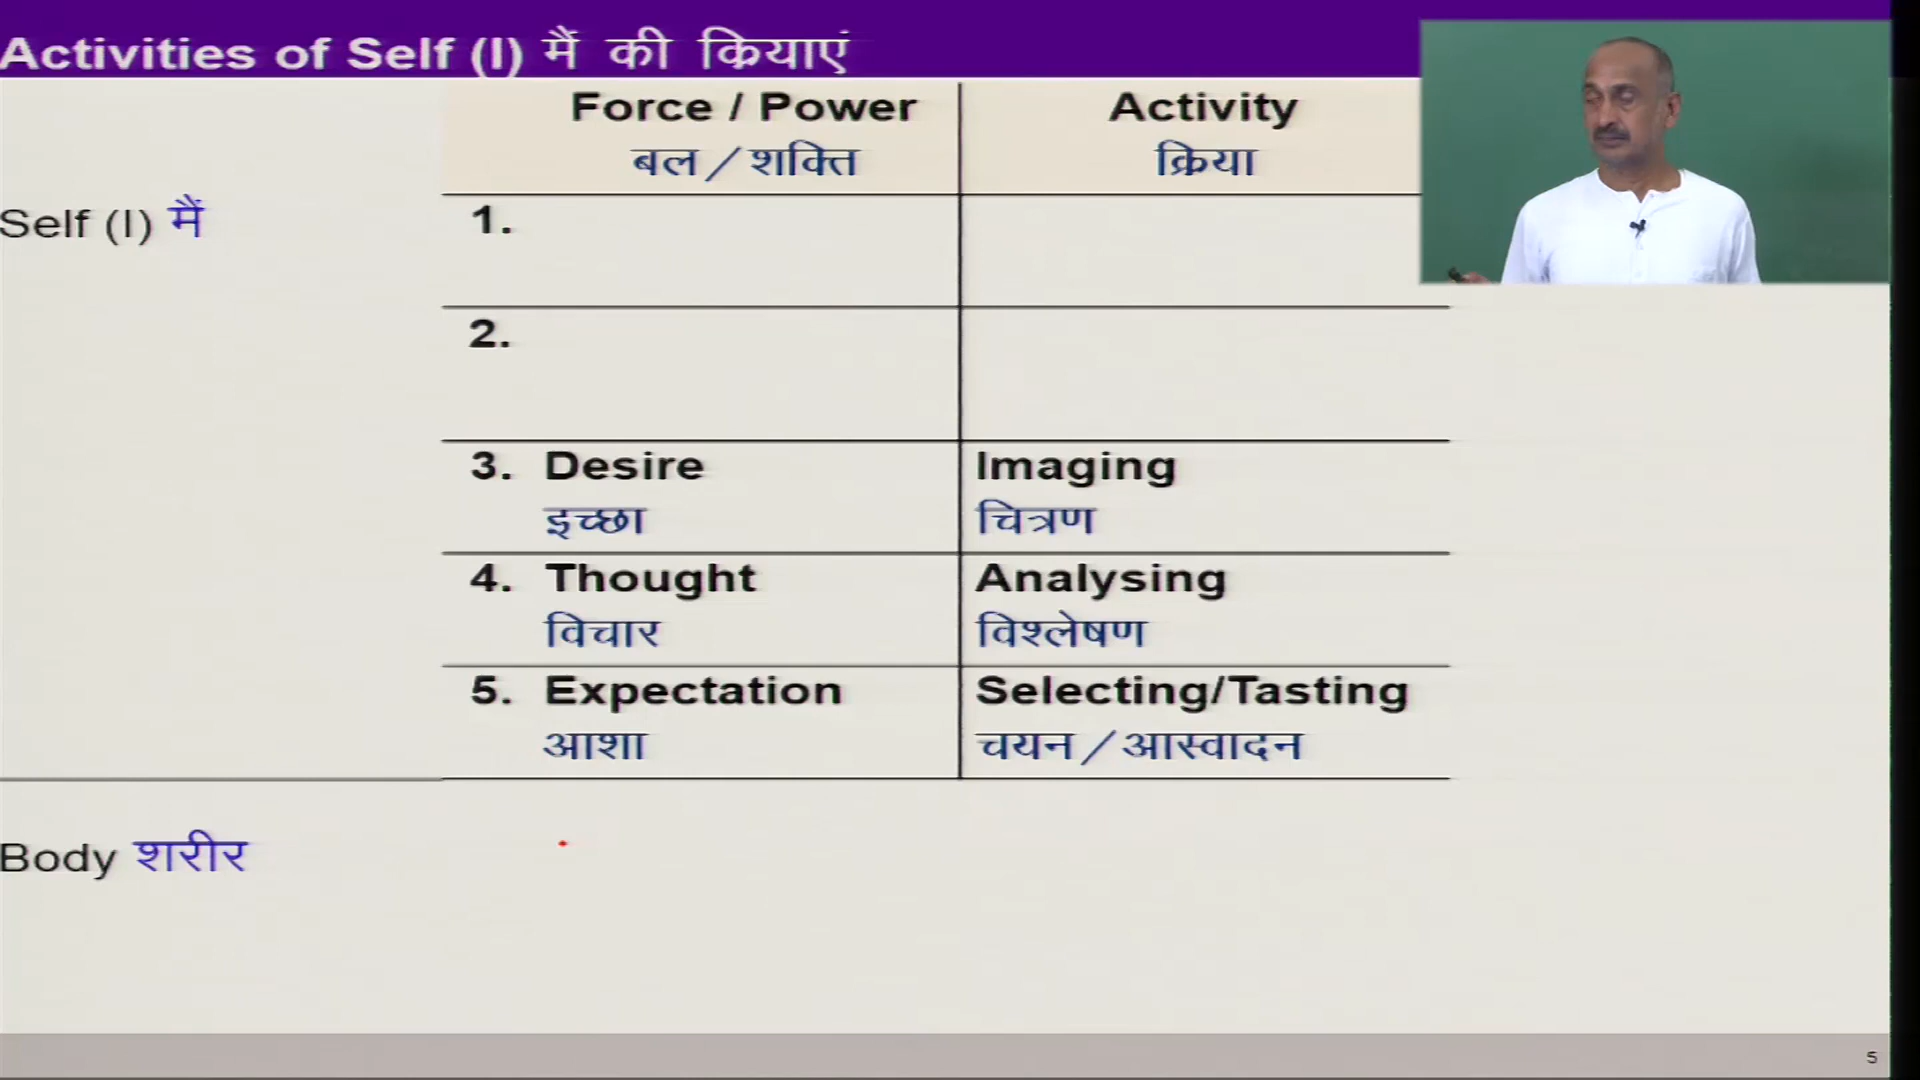 Activities of Self (I) मैं की क्रियाएं
Force / Power
Activity
बल / शक्ति
क्रिया
Self (I) मैं
1.
2.
3. Desire
Imaging
इच्छा
चित्रण
4. Thought
Analysing
विचार
विश्लेषण
5. Expectation
Selecting/Tasting
आशा
चयन / आस्वादन
Body शरीर
5